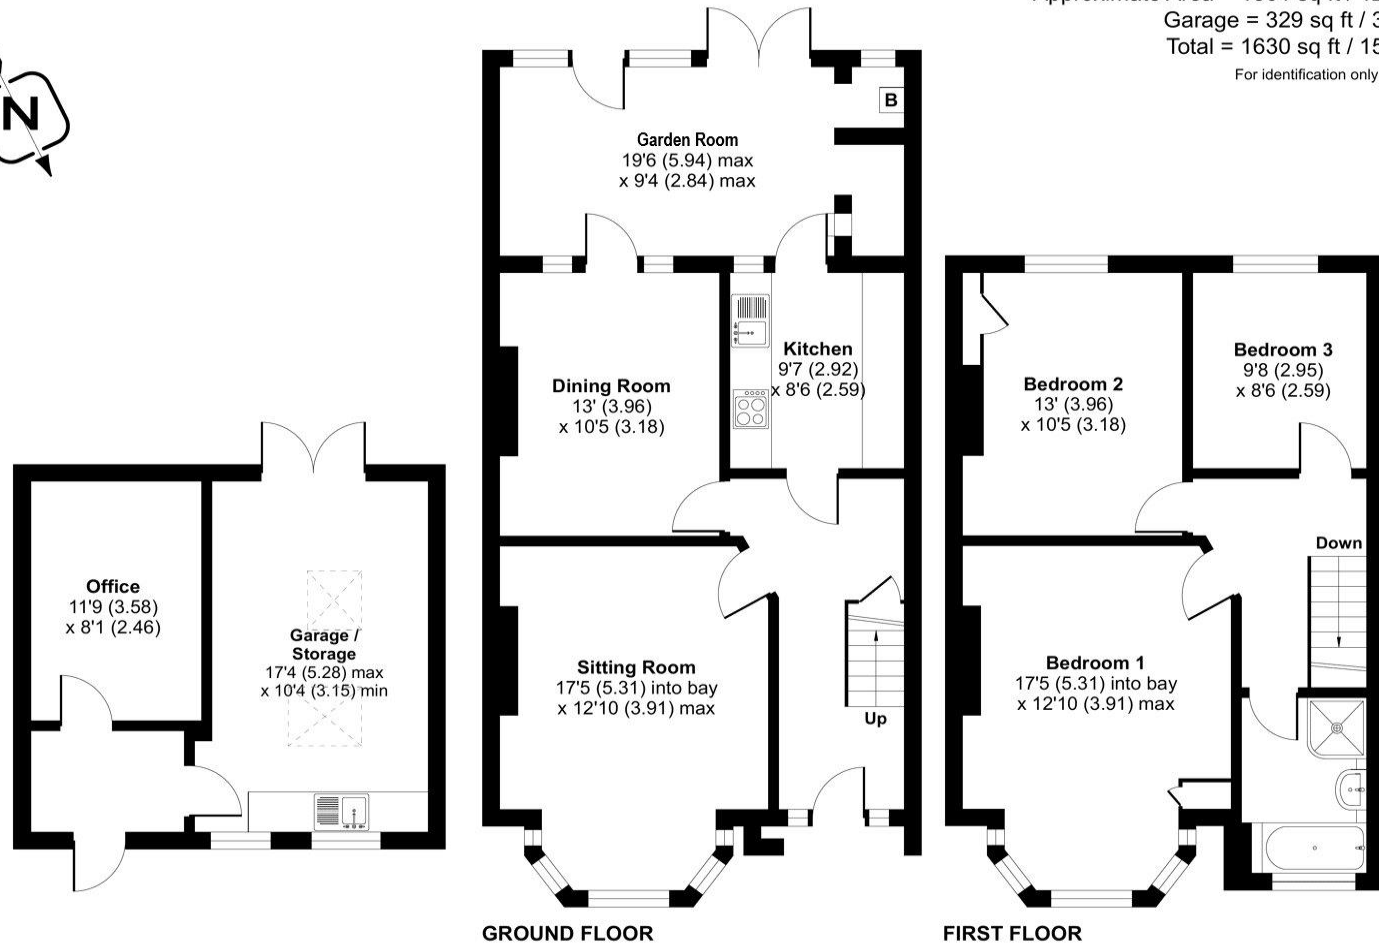 Garage = 329 sq ft / 3
Total = 1630 sq ft / 15
For identification only
N
B
Garden Room
19'6 (5.94) max
x 9'4 (2.84) max
Kitchen
9'7 (2.92)
x 8'6 (2.59)
Dining Room
13' (3.96)
x 10'5 (3.18)
Bedroom 3
9'8 (2.95)
x 8'6 (2.59)
Bedroom 2
13' (3.96)
x 10'5 (3.18)
Office
11'9 (3.58)
x 8'1 (2.46)
Garage /
Storage
17'4 (5.28) max
x 10'4 (3.15) min
Sitting Room
17'5 (5.31) into bay
x 12'10 (3.91) max
Up
Down
Bedroom 1
17'5 (5.31) into bay
x 12'10 (3.91) max
GROUND FLOOR
FIRST FLOOR